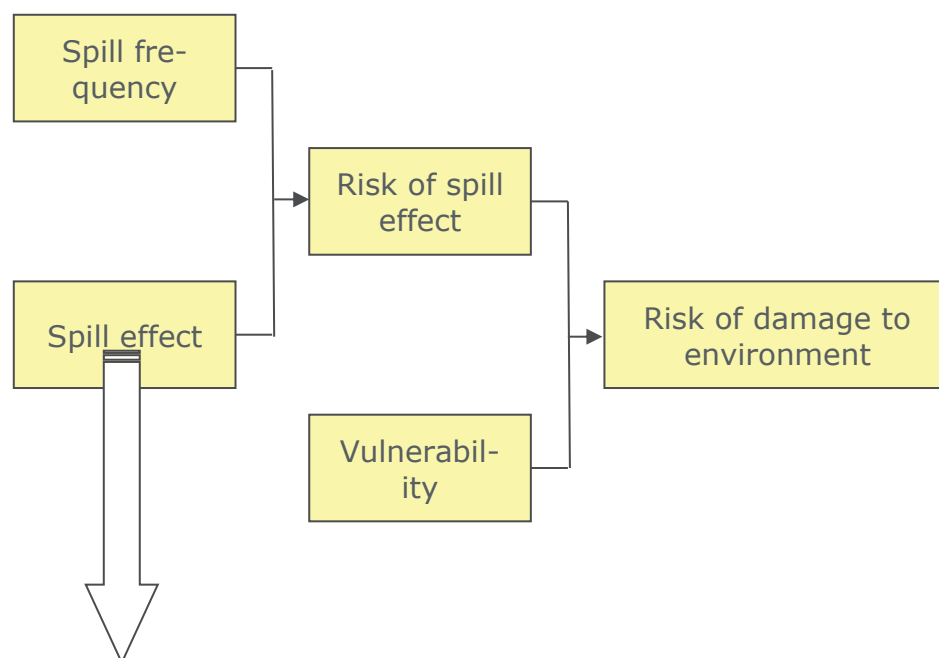 Spill fre-
quency
Risk of spill
effect
Spill effect
Risk of damage to
environment
Vulnerabil-
ity